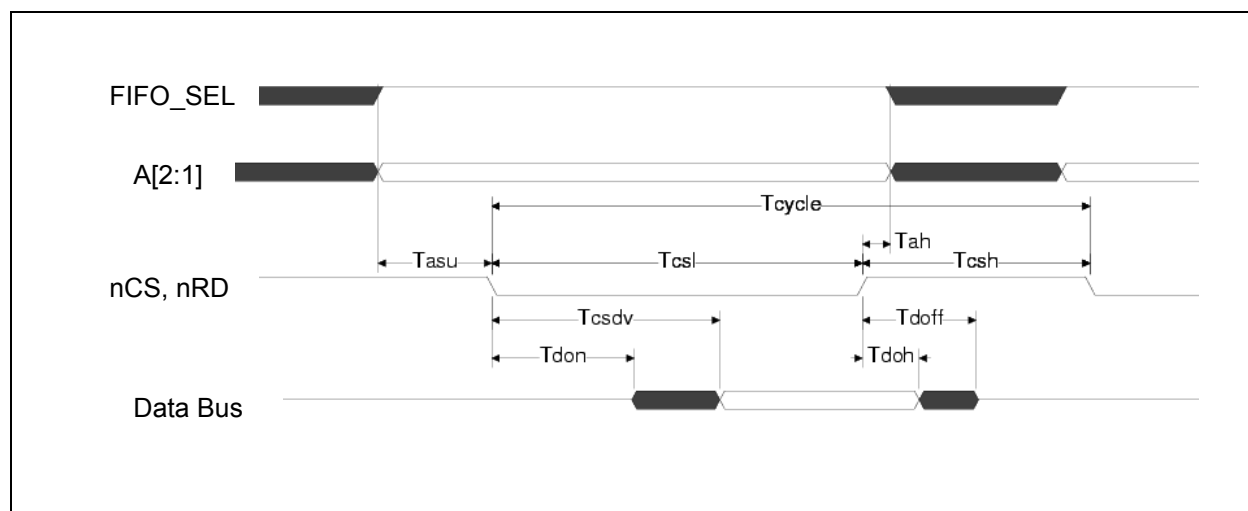 FIFO_SEL
A[2:1]
Tcycle
Tah
Tasu
Tcsl
Tcsh
nCS, nRD
Tcsdv
Tdoff
Tdon
Tdoh
Data Bus